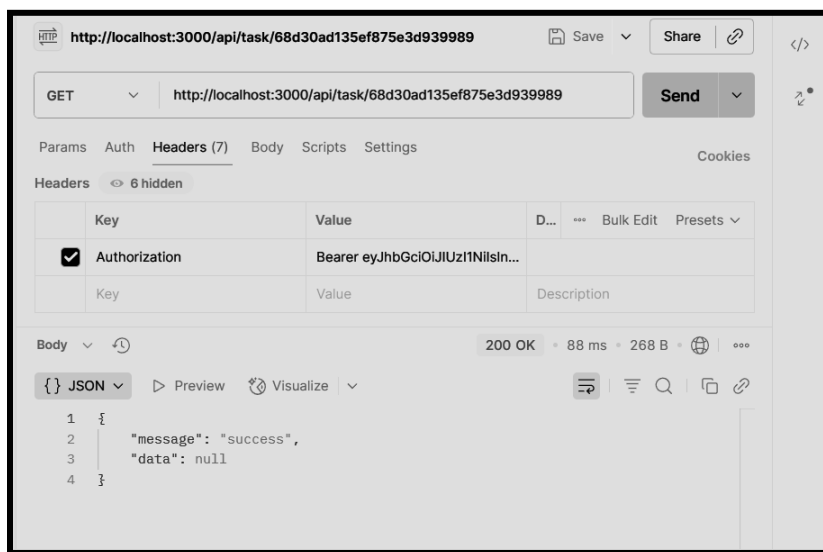 HTTP http://localhost:3000/api/task/68d30ad135ef875e3d939989 Save Share </>
GET http://localhost:3000/api/task/68d30ad135ef875e3d939989 Send
Params Auth Headers (7) Body Scripts Settings Cookies
Headers 6 hidden
Key Value D... Bulk Edit Presets
Authorization Bearer eyJhbGciOiJIUzI1NiIsIn...
Key Value Description
Body 200 OK 88 ms 268 B
{} JSON Preview Visualize
1 {
2 "message": "success",
3 "data": null
4 }